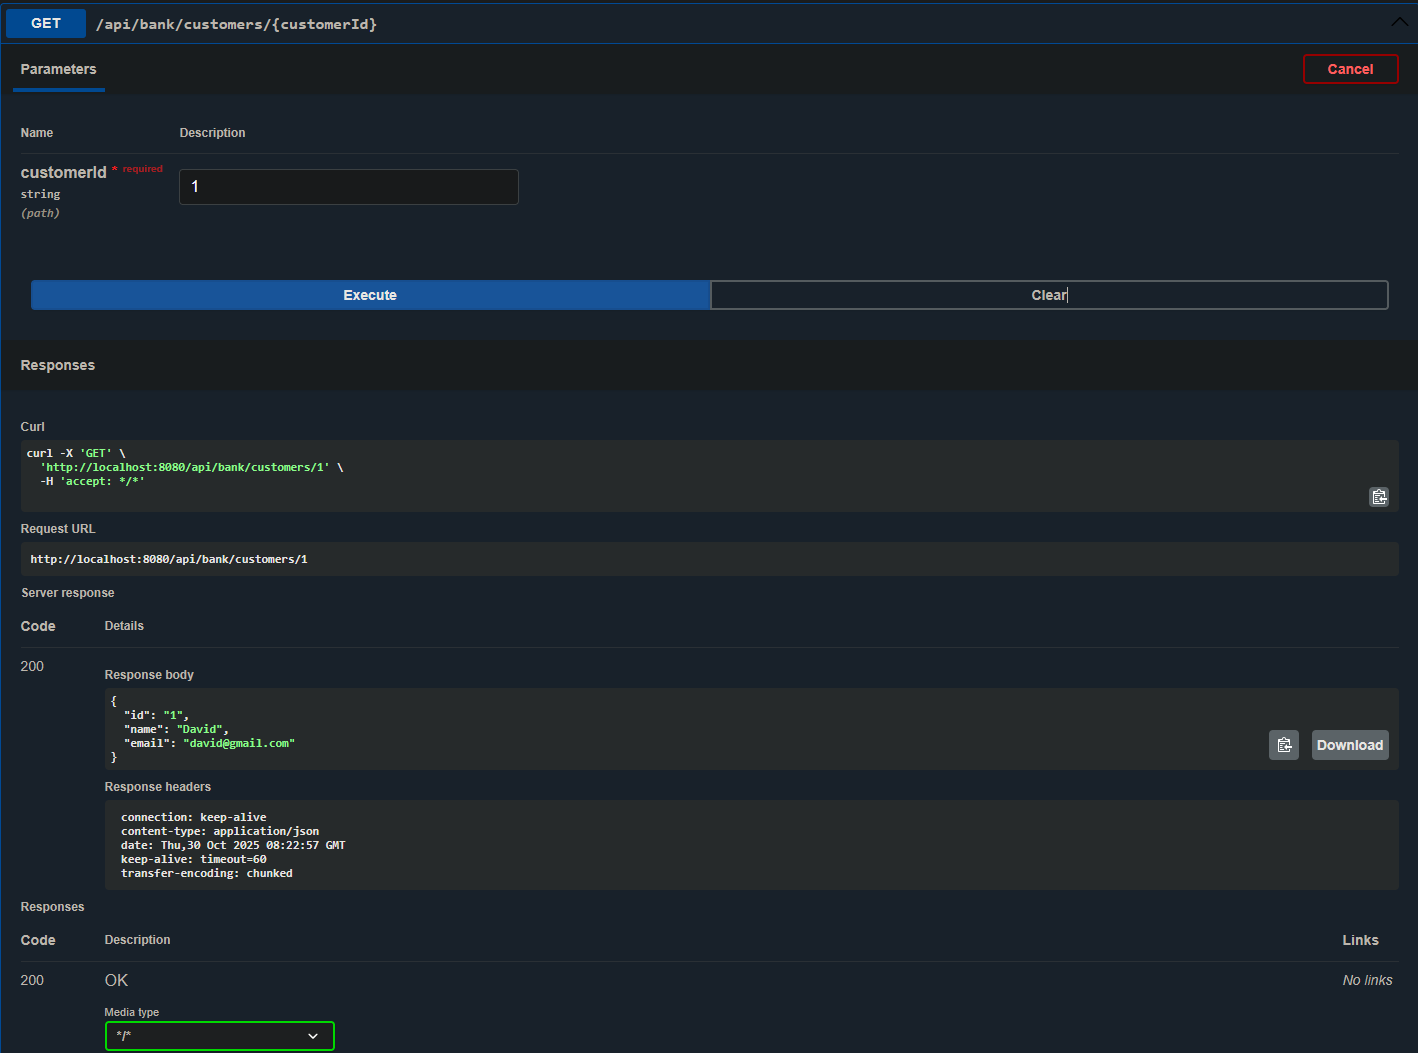 GET /api/bank/customers/{customerId}
Parameters
Cancel
Name Description
customerId * required
string
(path)
1
Execute
Clear
Responses
Curl
curl -X 'GET' \
'http://localhost:8080/api/bank/customers/1' \
-H 'accept: */*'
Request URL
http://localhost:8080/api/bank/customers/1
Server response
Code Details
200
Response body
{
"id": "1",
"name": "David",
"email": "david@gmail.com"
}
Download
Response headers
connection: keep-alive
content-type: application/json
date: Thu,30 Oct 2025 08:22:57 GMT
keep-alive: timeout=60
transfer-encoding: chunked
Responses
Code Description Links
200 OK No links
Media type
*/*